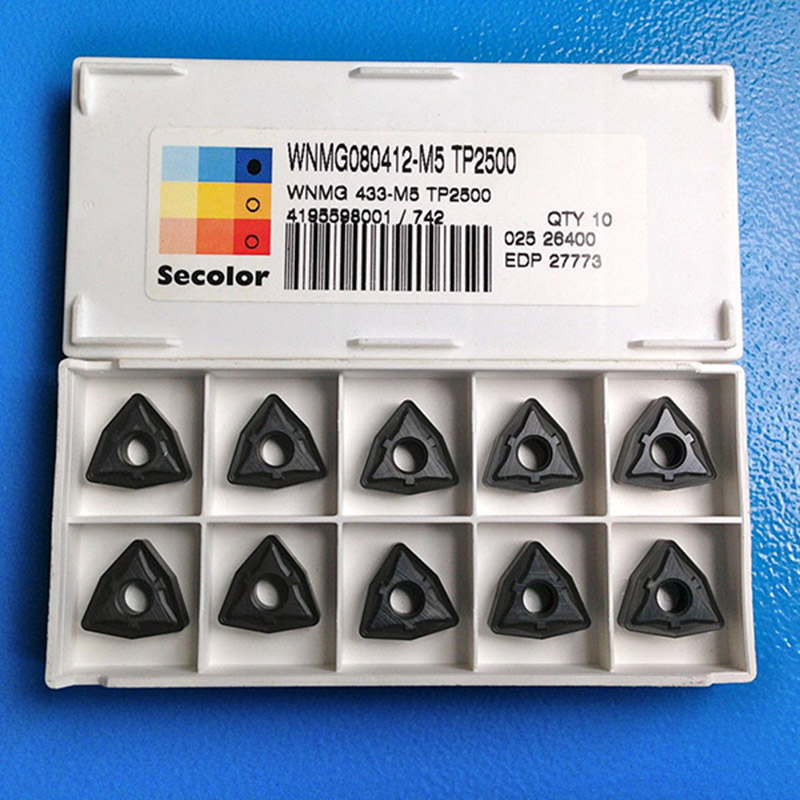 WNMG080412-M5 TP2500
WNMG 433-M5 TP2500
4195598001 / 742
QTY 10
025 26400
EDP 27773
Secolor